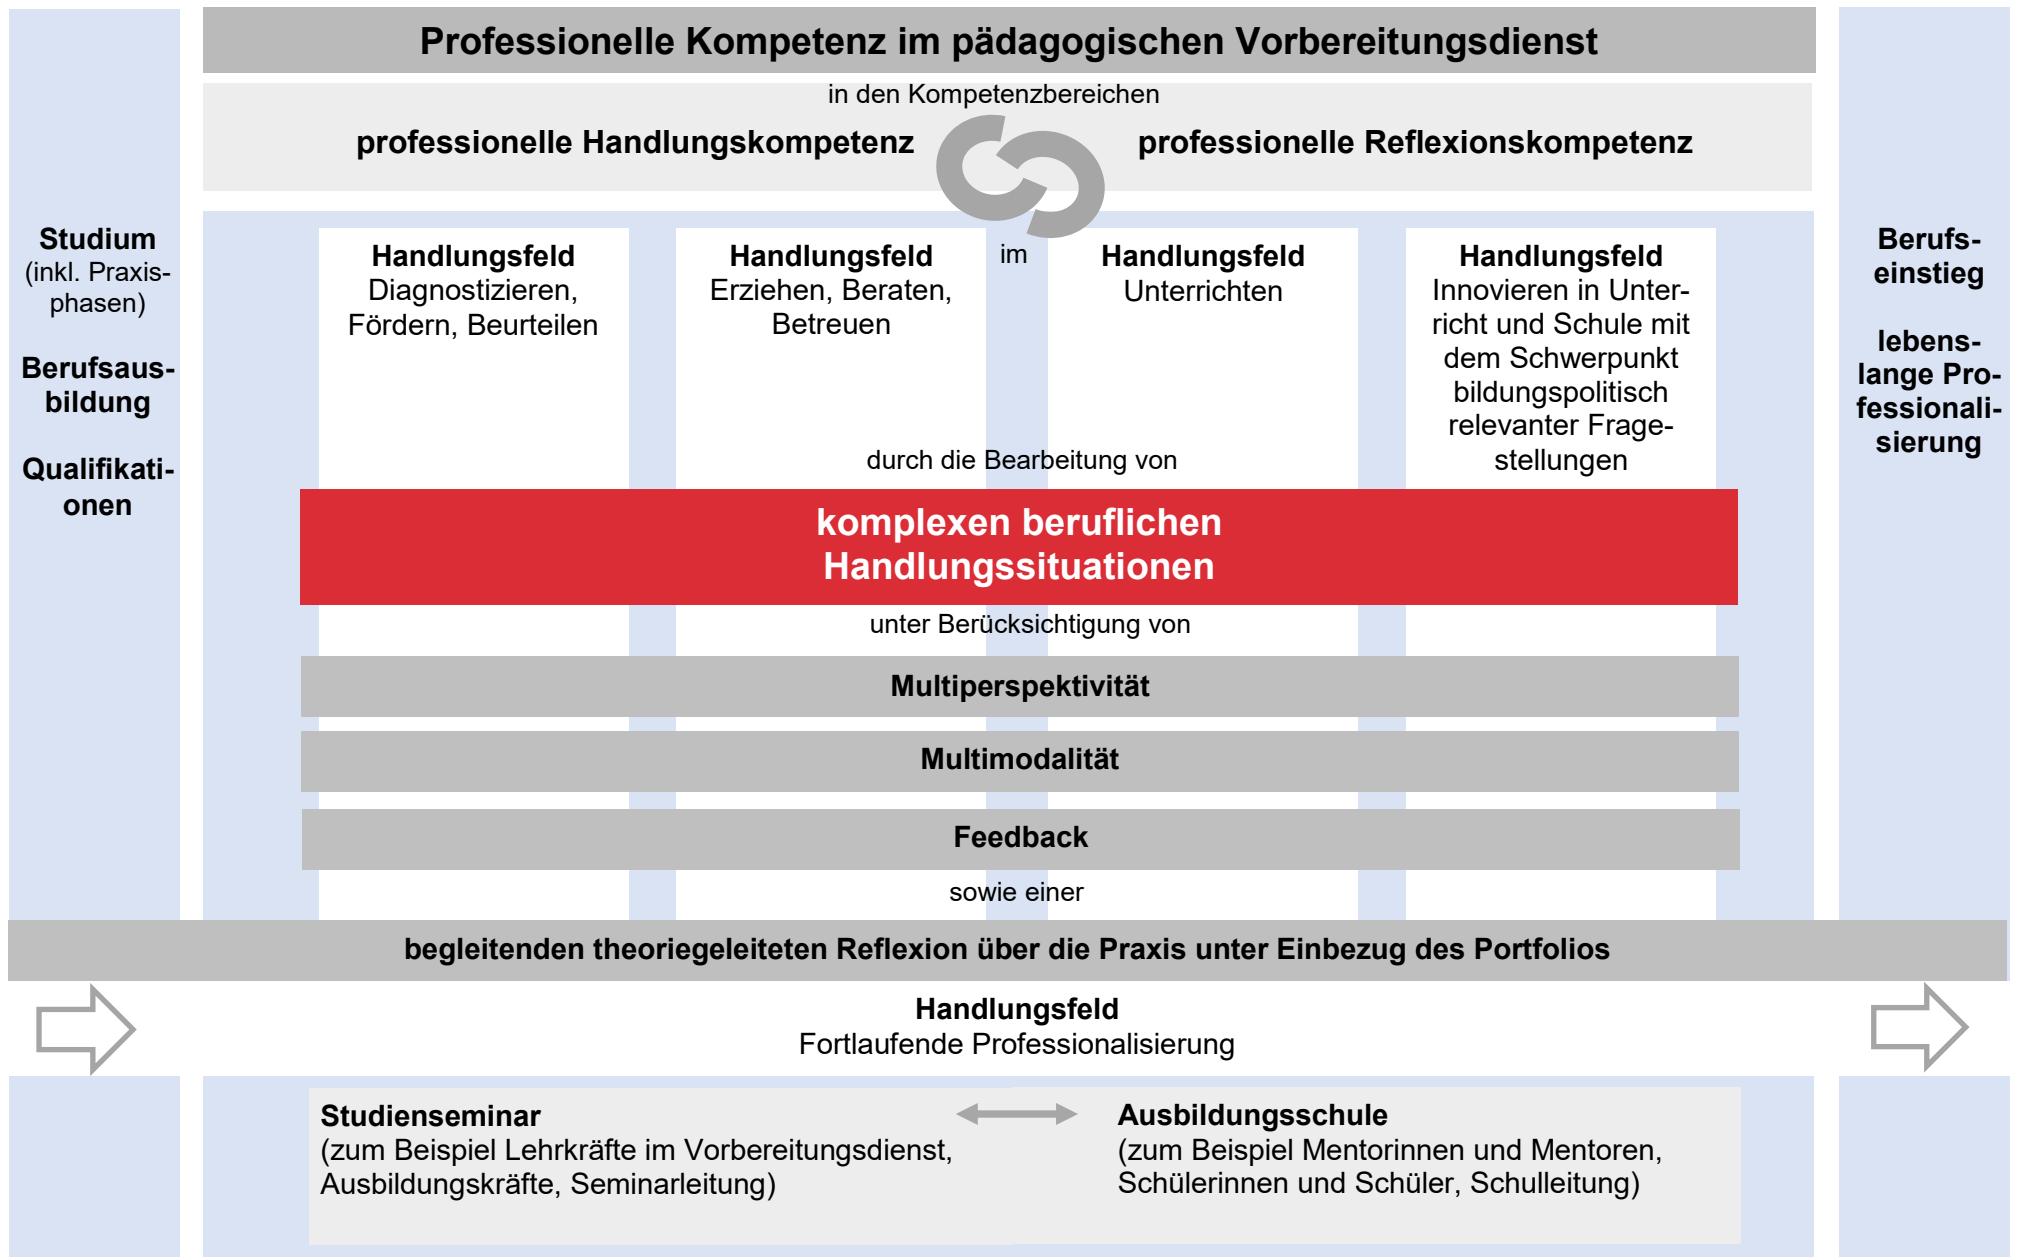 Professionelle Kompetenz im pädagogischen Vorbereitungsdienst
in den Kompetenzbereichen
professionelle Handlungskompetenz
professionelle Reflexionskompetenz
Studium
(inkl. Praxis-
phasen)
Berufsaus-
bildung
Qualifikati-
onen
Handlungsfeld
Diagnostizieren,
Fördern, Beurteilen
Handlungsfeld
Erziehen, Beraten,
Betreuen
im
Handlungsfeld
Unterrichten
Handlungsfeld
Innovieren in Unter-
richt und Schule mit
dem Schwerpunkt
bildungspolitisch
relevanter Frage-
stellungen
Berufs-
einstieg
lebens-
lange Pro-
fessionali-
sierung
durch die Bearbeitung von
komplexen beruflichen
Handlungssituationen
unter Berücksichtigung von
Multiperspektivität
Multimodalität
Feedback
sowie einer
begleitenden theoriegeleiteten Reflexion über die Praxis unter Einbezug des Portfolios
Handlungsfeld
Fortlaufende Professionalisierung
Studienseminar
(zum Beispiel Lehrkräfte im Vorbereitungsdienst,
Ausbildungskräfte, Seminarleitung)
Ausbildungsschule
(zum Beispiel Mentorinnen und Mentoren,
Schülerinnen und Schüler, Schulleitung)